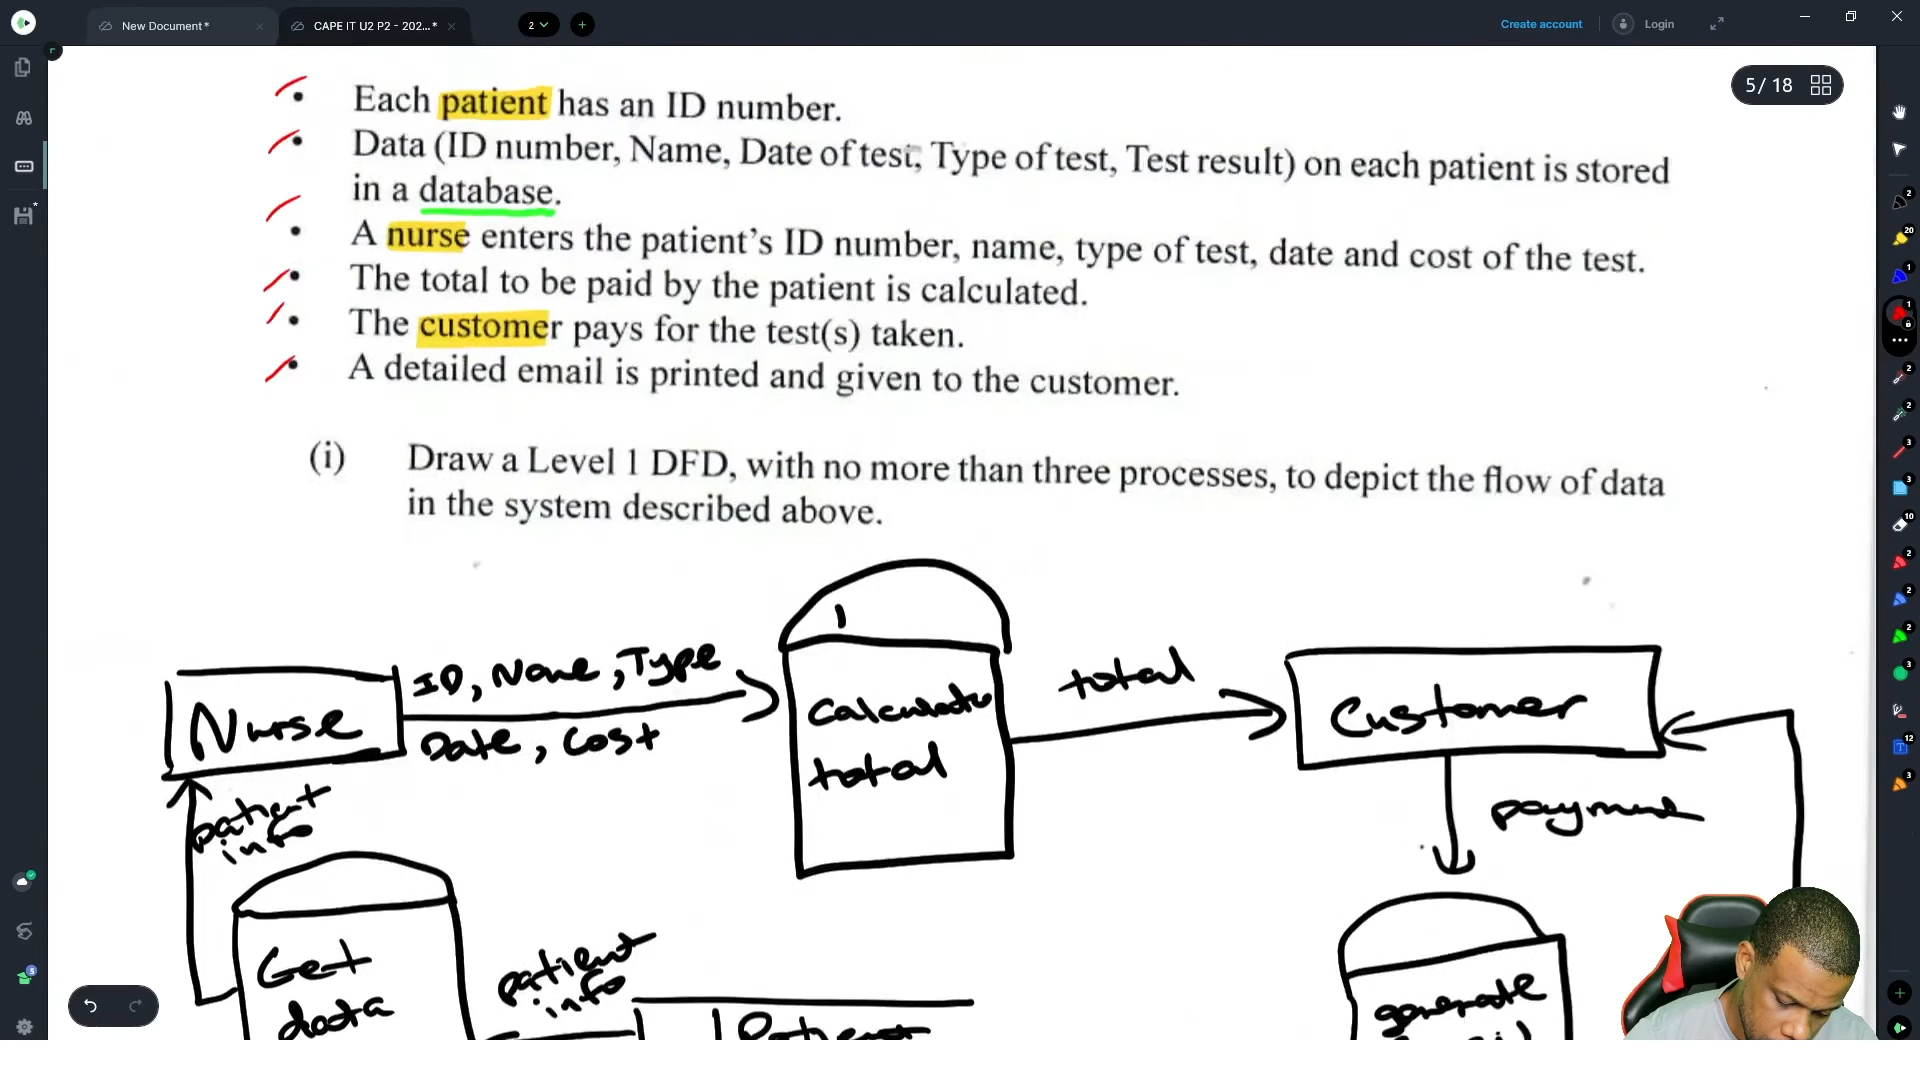 New Document*
CAPE IT U2 P2 - 202...*
2
Create account
Login
5/18
Each patient has an ID number.
Data (ID number, Name, Date of test, Type of test, Test result) on each patient is stored
in a database.
A nurse enters the patient's ID number, name, type of test, date and cost of the test.
The total to be paid by the patient is calculated.
The customer pays for the test(s) taken.
A detailed email is printed and given to the customer.
(i) Draw a Level 1 DFD, with no more than three processes, to depict the flow of data
in the system described above.
1
ID, Name, Type
Date, Cost
Nurse
Calculate
total
total
Customer
payment
patient
info
Get
data
patient
info
Patient
generate